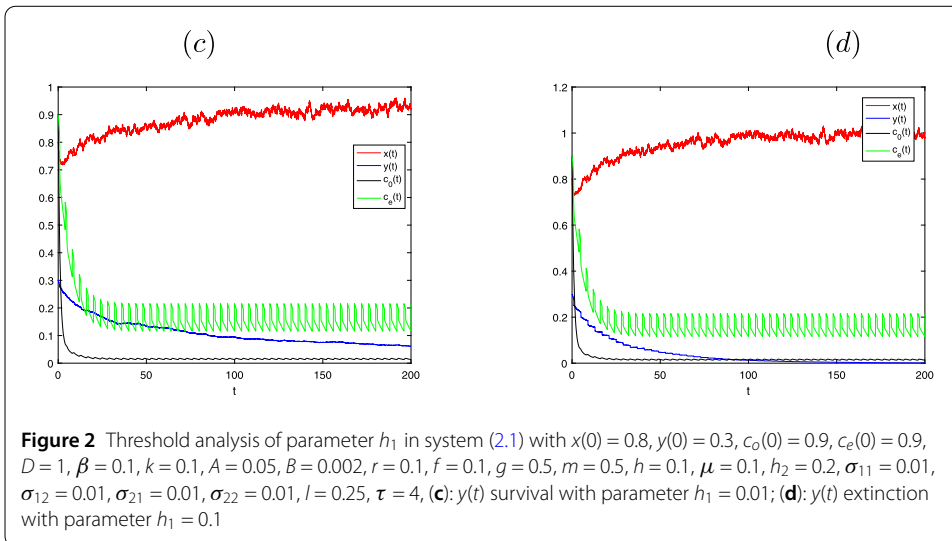 (c) (d)
1
0.9
0.8
0.7
0.6
0.5
0.4
0.3
0.2
0.1
0
0 50 100 150 200
t
x(t)
y(t)
c₀(t)
cₑ(t)
1.2
1
0.8
0.6
0.4
0.2
0
0 50 100 150 200
t
x(t)
y(t)
c₀(t)
cₑ(t)
Figure 2 Threshold analysis of parameter h₁ in system (2.1) with x(0) = 0.8, y(0) = 0.3, cₒ(0) = 0.9, cₑ(0) = 0.9,
D = 1, β = 0.1, k = 0.1, A = 0.05, B = 0.002, r = 0.1, f = 0.1, g = 0.5, m = 0.5, h = 0.1, μ = 0.1, h₂ = 0.2, σ₁₁ = 0.01,
σ₁₂ = 0.01, σ₂₁ = 0.01, σ₂₂ = 0.01, l = 0.25, τ = 4, (c): y(t) survival with parameter h₁ = 0.01; (d): y(t) extinction
with parameter h₁ = 0.1